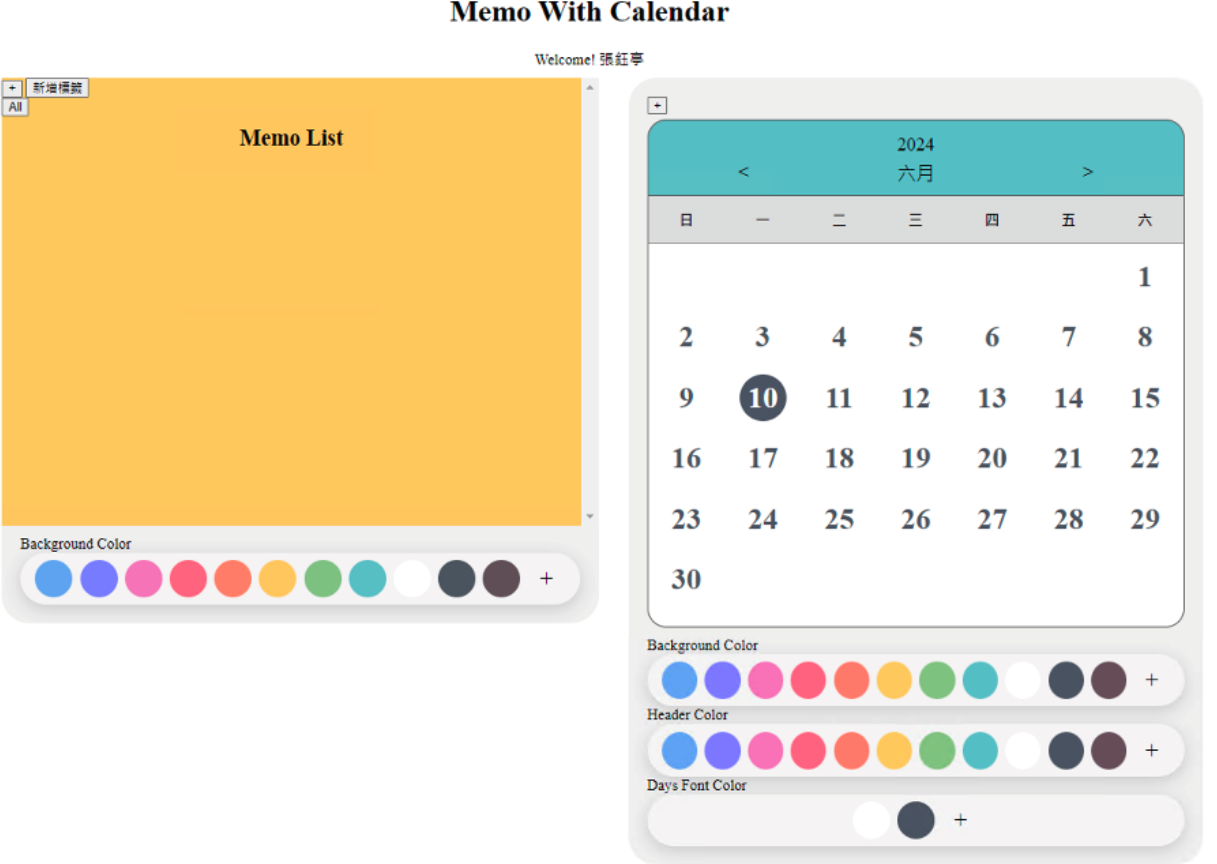 Memo With Calendar
Welcome! 張鈺亭
+ 新增標籤
All
Memo List
Background Color
+
+
2024
< 六月 >
日 一 二 三 四 五 六
1
2 3 4 5 6 7 8
9 10 11 12 13 14 15
16 17 18 19 20 21 22
23 24 25 26 27 28 29
30
Background Color
+
Header Color
+
Days Font Color
+